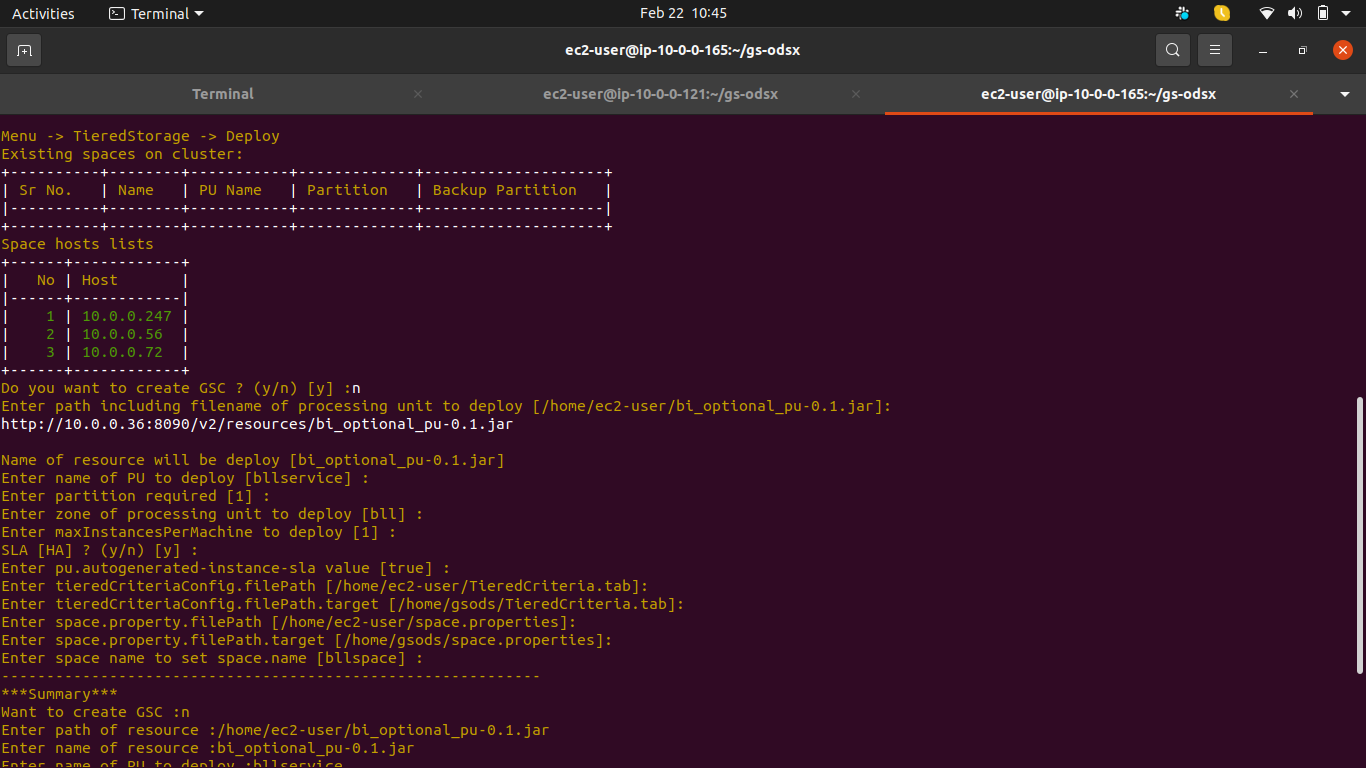 Activities Terminal Feb 22 10:45
ec2-user@ip-10-0-0-165:~/gs-odsx
Terminal ec2-user@ip-10-0-0-121:~/gs-odsx ec2-user@ip-10-0-0-165:~/gs-odsx
Menu -> TieredStorage -> Deploy
Existing spaces on cluster:
+----------+--------+-----------+-------------+--------------------+
| Sr No.   | Name   | PU Name   | Partition   | Backup Partition   |
|----------+--------+-----------+-------------+--------------------|
+----------+--------+-----------+-------------+--------------------+
Space hosts lists
+------+------------+
|   No | Host       |
|------+------------|
|    1 | 10.0.0.247 |
|    2 | 10.0.0.56  |
|    3 | 10.0.0.72  |
+------+------------+
Do you want to create GSC ? (y/n) [y] :n
Enter path including filename of processing unit to deploy [/home/ec2-user/bi_optional_pu-0.1.jar]:
http://10.0.0.36:8090/v2/resources/bi_optional_pu-0.1.jar
Name of resource will be deploy [bi_optional_pu-0.1.jar]
Enter name of PU to deploy [bllservice] :
Enter partition required [1] :
Enter zone of processing unit to deploy [bll] :
Enter maxInstancesPerMachine to deploy [1] :
SLA [HA] ? (y/n) [y] :
Enter pu.autogenerated-instance-sla value [true] :
Enter tieredCriteriaConfig.filePath [/home/ec2-user/TieredCriteria.tab]:
Enter tieredCriteriaConfig.filePath.target [/home/gsods/TieredCriteria.tab]:
Enter space.property.filePath [/home/ec2-user/space.properties]:
Enter space.property.filePath.target [/home/gsods/space.properties]:
Enter space name to set space.name [bllspace] :
------------------------------------------------------------
***Summary***
Want to create GSC :n
Enter path of resource :/home/ec2-user/bi_optional_pu-0.1.jar
Enter name of resource :bi_optional_pu-0.1.jar
Enter name of PU to deploy :bllservice